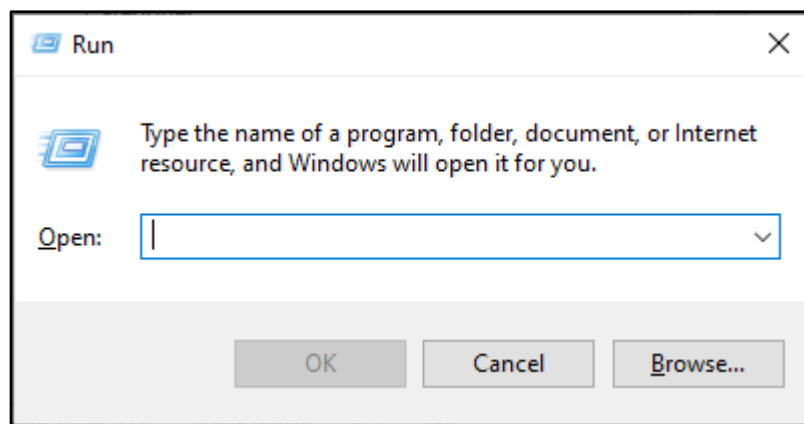 Run
Type the name of a program, folder, document, or Internet
resource, and Windows will open it for you.
Open:
OK
Cancel
Browse...